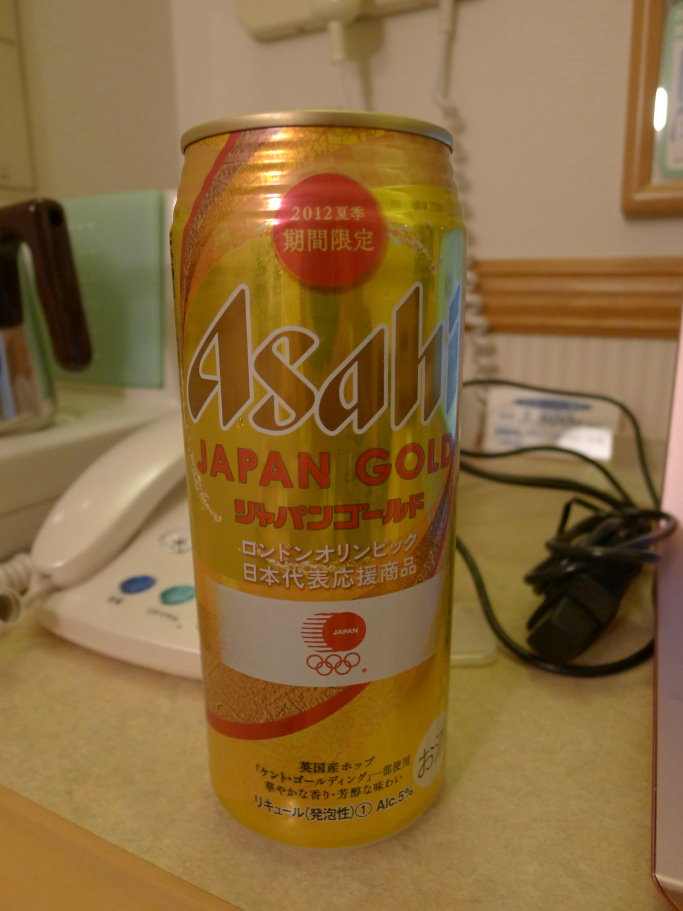 2012夏季
期間限定
Asahi
JAPAN GOLD
ジャパンゴールド
ロンドンオリンピック
日本代表応援商品
JAPAN
英国産ホップ
「ケント・ゴールディング」一部使用
華やかな香り・芳醇な味わい
リキュール(発泡性)① Alc.5%
お酒